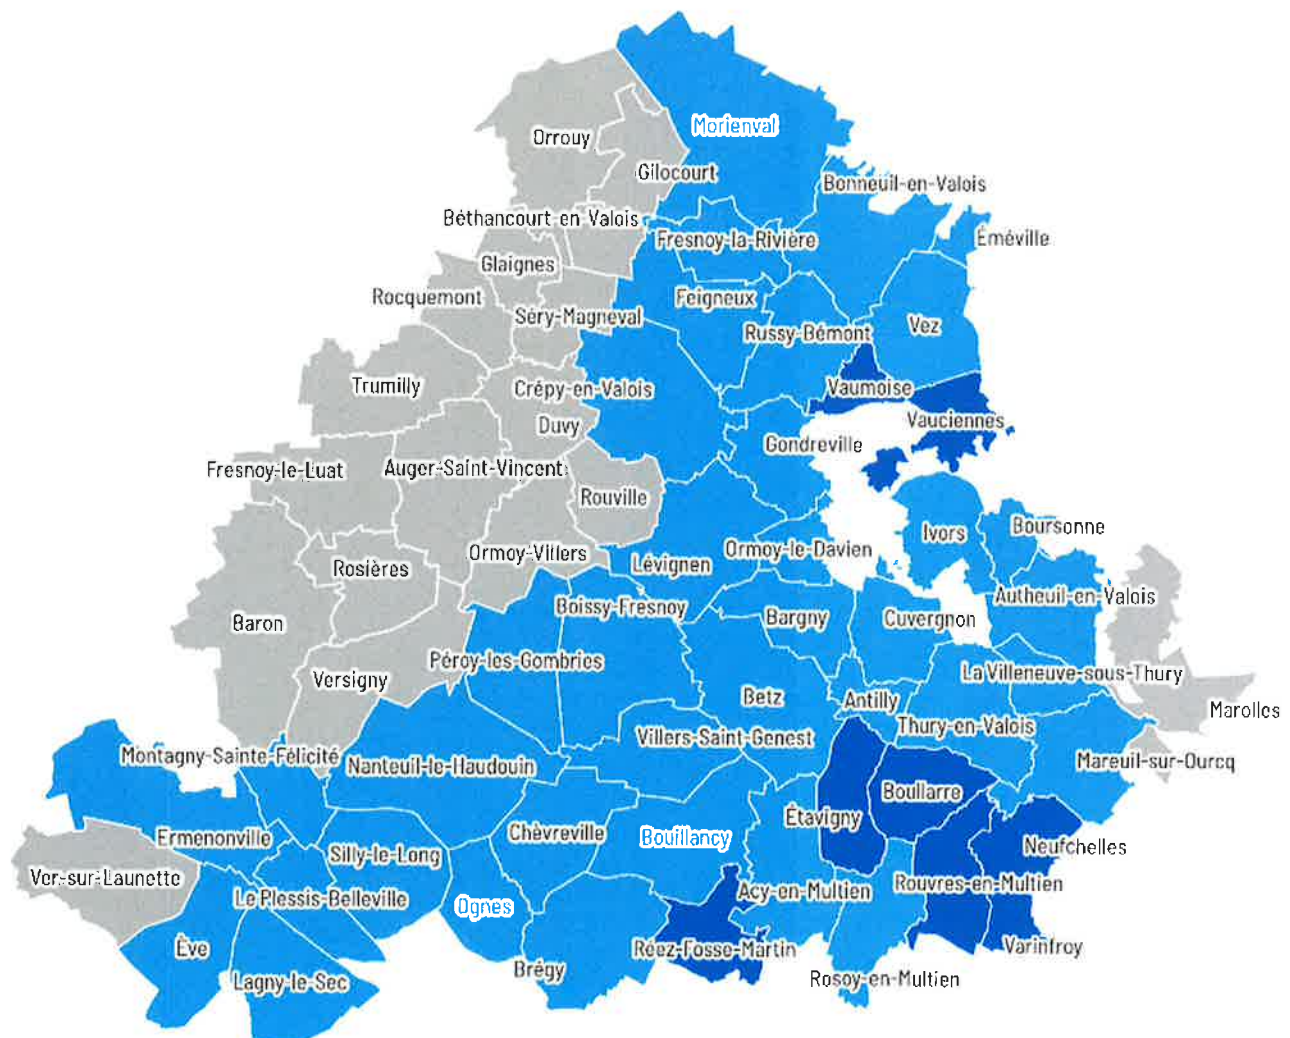 Morienval
Orrouy
Gilocourt
Bonneuil-en-Valois
Béthancourt en Valois
Fresnoy-la-Rivière
Éméville
Glaignes
Rocquemont
Feigneux
Séry-Magneval
Russy-Bémont
Vez
Trumilly
Crépy-en-Valois
Vaumoise
Duvy
Vauciennes
Gondreville
Fresnoy-le-Luat
Auger-Saint-Vincent
Rouville
Ivors
Boursonne
Ormoy-Villers
Ormoy-le-Davien
Rosières
Lévignen
Autheuil-en-Valois
Boissy-Fresnoy
Baron
Bargny
Cuvergnon
Péroy-les-Gombries
Versigny
La Villeneuve-sous-Thury
Betz
Antilly
Marolles
Thury-en-Valois
Villers-Saint-Genest
Montagny-Sainte-Félicité
Nanteuil-le-Haudouin
Mareuil-sur-Ourcq
Boullarre
Étavigny
Chèvreville
Bouillancy
Ermenonville
Neufchelles
Silly-le-Long
Ver-sur-Launette
Rouvres-en-Multien
Acy-en-Multien
Le Plessis-Belleville
Ognes
Ève
Réez-Fosse-Martin
Varinfroy
Brégy
Rosoy-en-Multien
Lagny-le-Sec